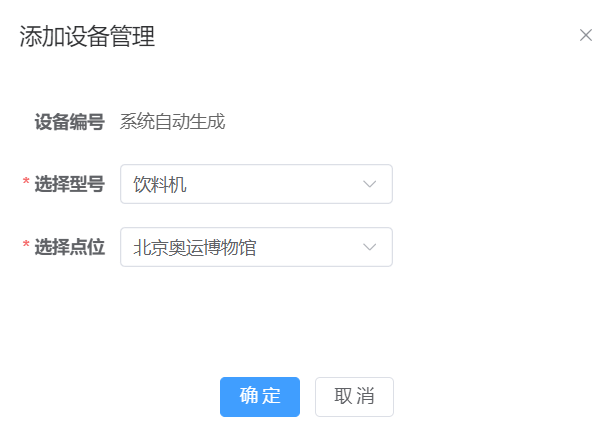 添加设备管理
设备编号 系统自动生成
* 选择型号 饮料机
* 选择点位 北京奥运博物馆
确定 取消